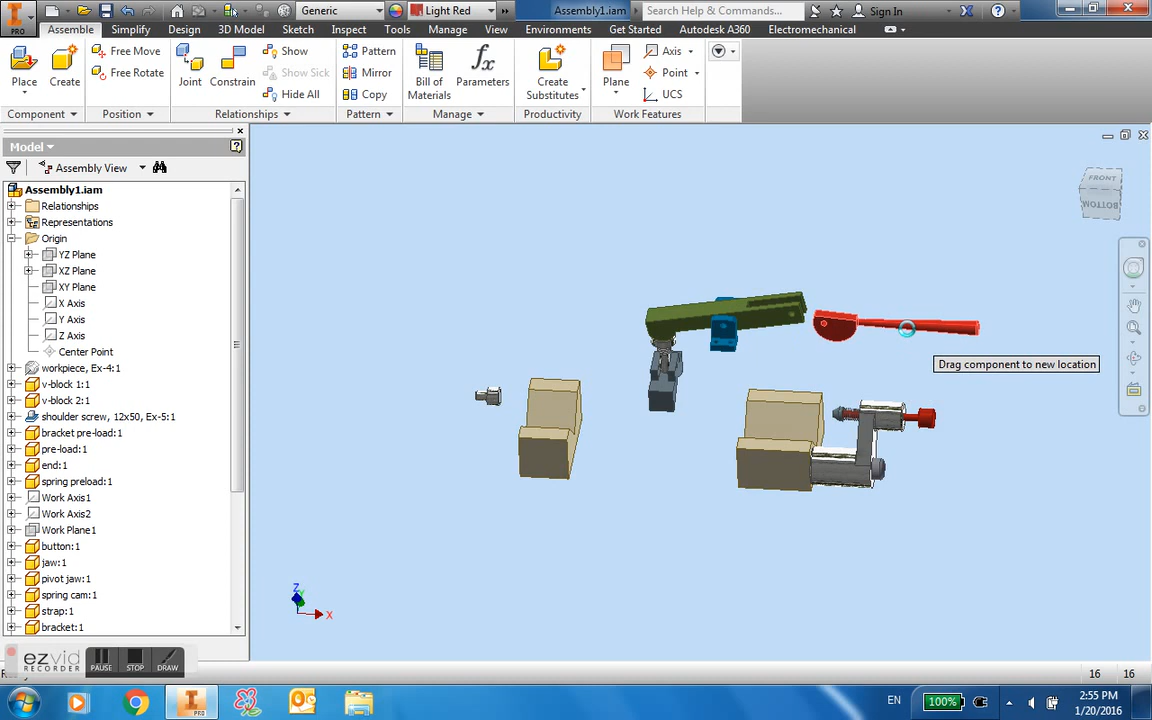 Generic
Light Red
Assembly1.iam
Search Help & Commands...
Sign In
PRO
Assemble
Simplify
Design
3D Model
Sketch
Inspect
Tools
Manage
View
Environments
Get Started
Autodesk A360
Electromechanical
Place
Create
Free Move
Free Rotate
Joint
Constrain
Show
Show Sick
Hide All
Pattern
Mirror
Copy
Bill of
Materials
fx
Parameters
Create
Substitutes
Plane
Axis
Point
UCS
Component
Position
Relationships
Pattern
Manage
Productivity
Work Features
Model
Assembly View
Assembly1.iam
Relationships
Representations
Origin
YZ Plane
XZ Plane
XY Plane
X Axis
Y Axis
Z Axis
Center Point
workpiece, Ex-4:1
v-block 1:1
v-block 2:1
shoulder screw, 12x50, Ex-5:1
bracket pre-load:1
pre-load:1
end:1
spring preload:1
Work Axis1
Work Axis2
Work Plane1
button:1
jaw:1
pivot jaw:1
spring cam:1
strap:1
bracket:1
FRONT
BOTTOM
Drag component to new location
Z
X
ezvid
RECORDER
PAUSE
STOP
DRAW
16 16
PRO
EN
100%
2:55 PM
1/20/2016